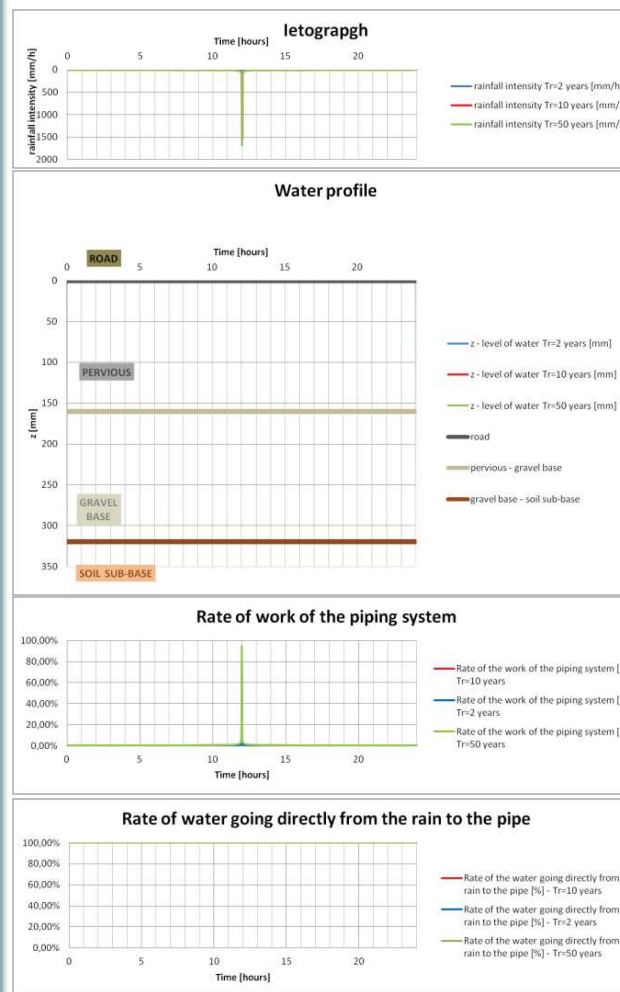 Ietograpgh
Time [hours]
0 5 10 15 20
rainfall intensity [mm/h]
0
500
1000
1500
2000
rainfall intensity Tr=2 years [mm/h
rainfall intensity Tr=10 years [mm/
rainfall intensity Tr=50 years [mm/
Water profile
ROAD
Time [hours]
0 5 10 15 20
z [mm]
0
50
100
150
200
250
300
350
PERVIOUS
GRAVEL
BASE
SOIL SUB-BASE
z - level of water Tr=2 years [mm]
z - level of water Tr=10 years [mm]
z - level of water Tr=50 years [mm]
road
pervious - gravel base
gravel base - soil sub-base
Rate of work of the piping system
100,00%
80,00%
60,00%
40,00%
20,00%
0,00%
0 5 10 15 20
Time [hours]
Rate of the work of the piping system [
Tr=10 years
Rate of the work of the piping system [
Tr=2 years
Rate of the work of the piping system [
Tr=50 years
Rate of water going directly from the rain to the pipe
100,00%
80,00%
60,00%
40,00%
20,00%
0,00%
0 5 10 15 20
Time [hours]
Rate of the water going directly from
rain to the pipe [%] - Tr=10 years
Rate of the water going directly from
rain to the pipe [%] - Tr=2 years
Rate of the water going directly from
rain to the pipe [%] - Tr=50 years